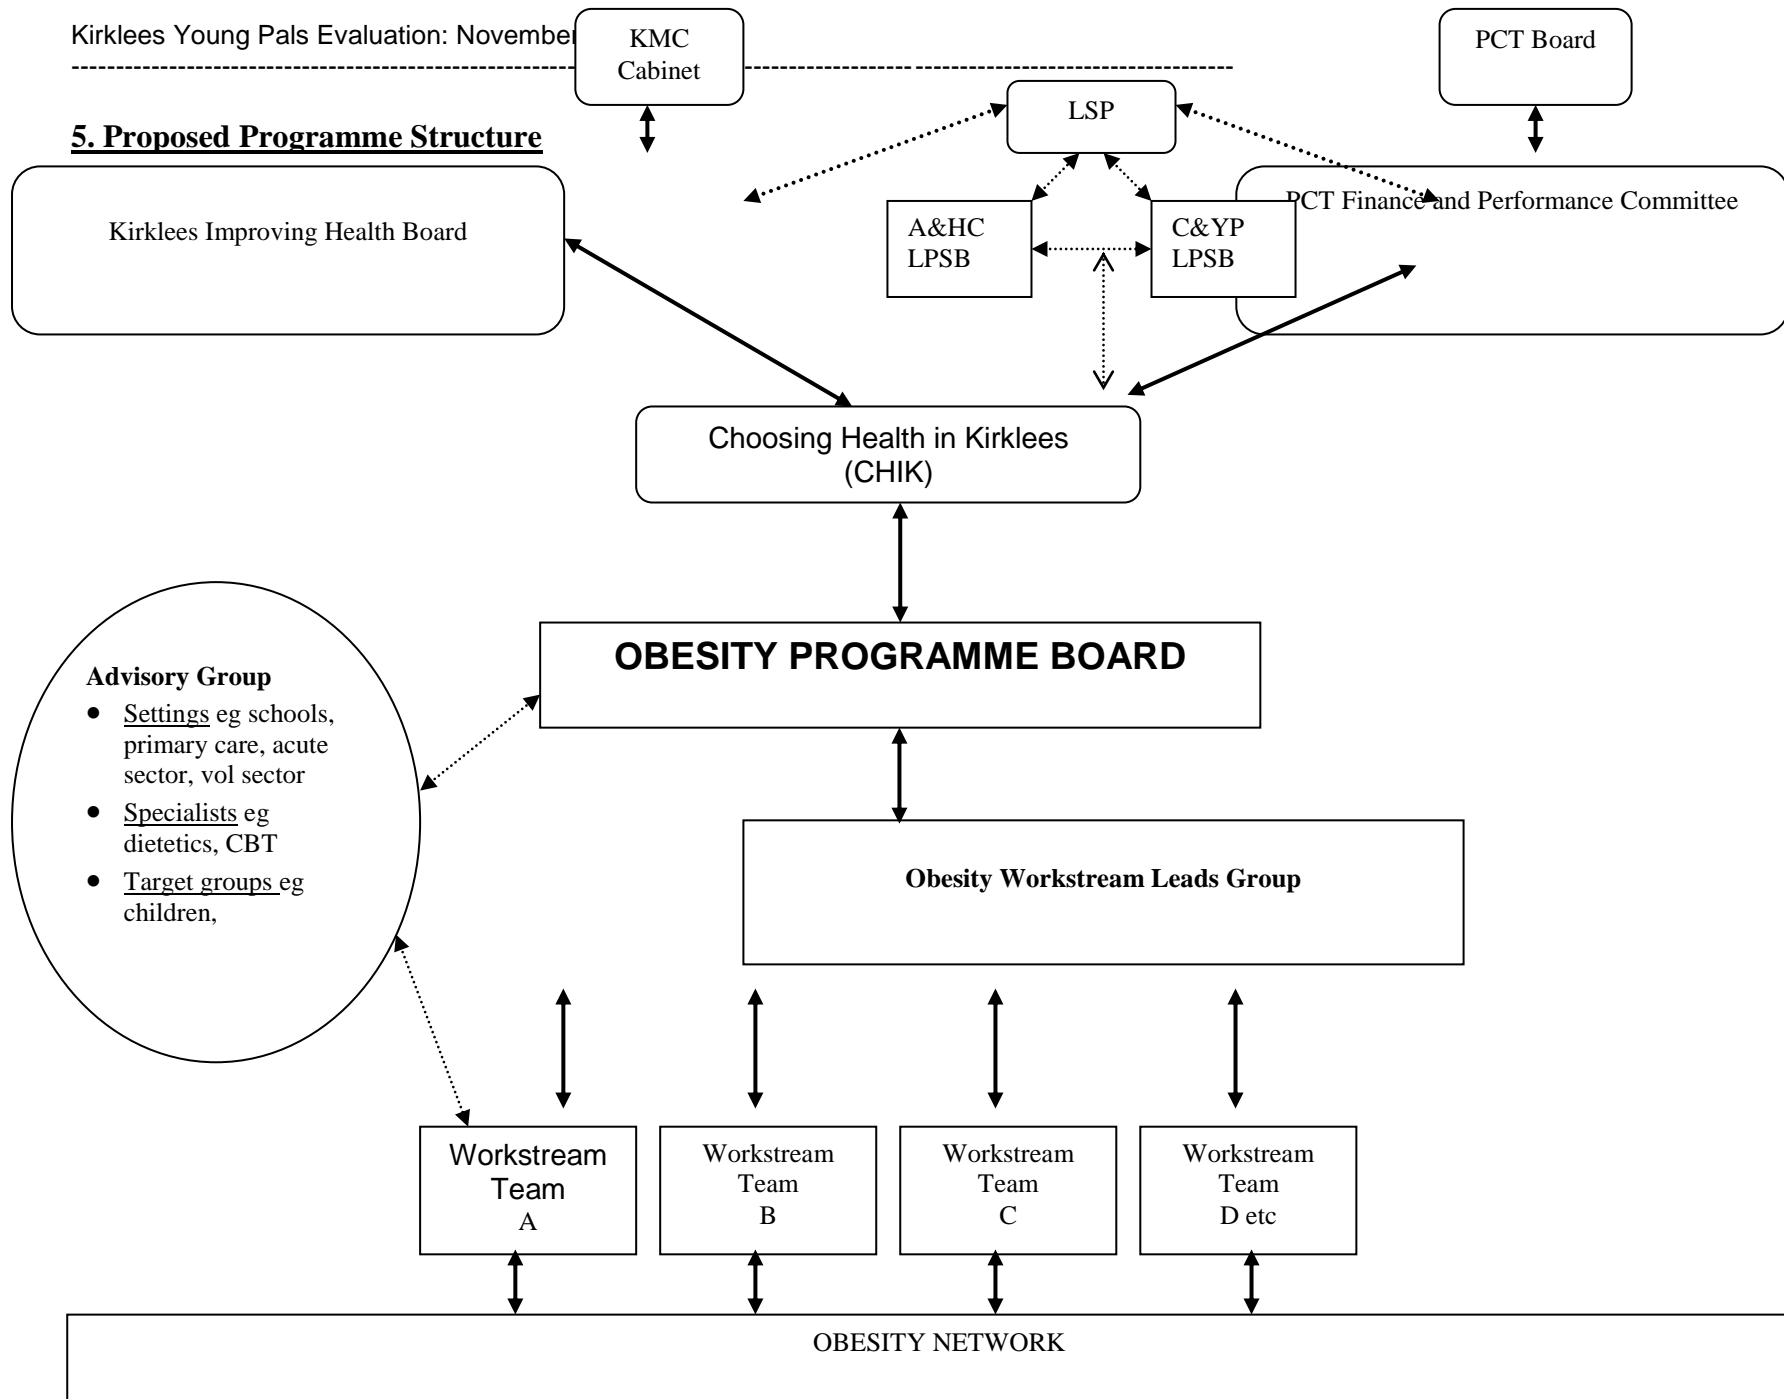 Kirklees Young Pals Evaluation: November
KMC
Cabinet
PCT Board
LSP
5. Proposed Programme Structure
Kirklees Improving Health Board
A&HC
LPSB
C&YP
LPSB
PCT Finance and Performance Committee
Choosing Health in Kirklees
(CHIK)
OBESITY PROGRAMME BOARD
Advisory Group
• Settings eg schools,
primary care, acute
sector, vol sector
• Specialists eg
dietetics, CBT
• Target groups eg
children,
Obesity Workstream Leads Group
Workstream
Team
A
Workstream
Team
B
Workstream
Team
C
Workstream
Team
D etc
OBESITY NETWORK